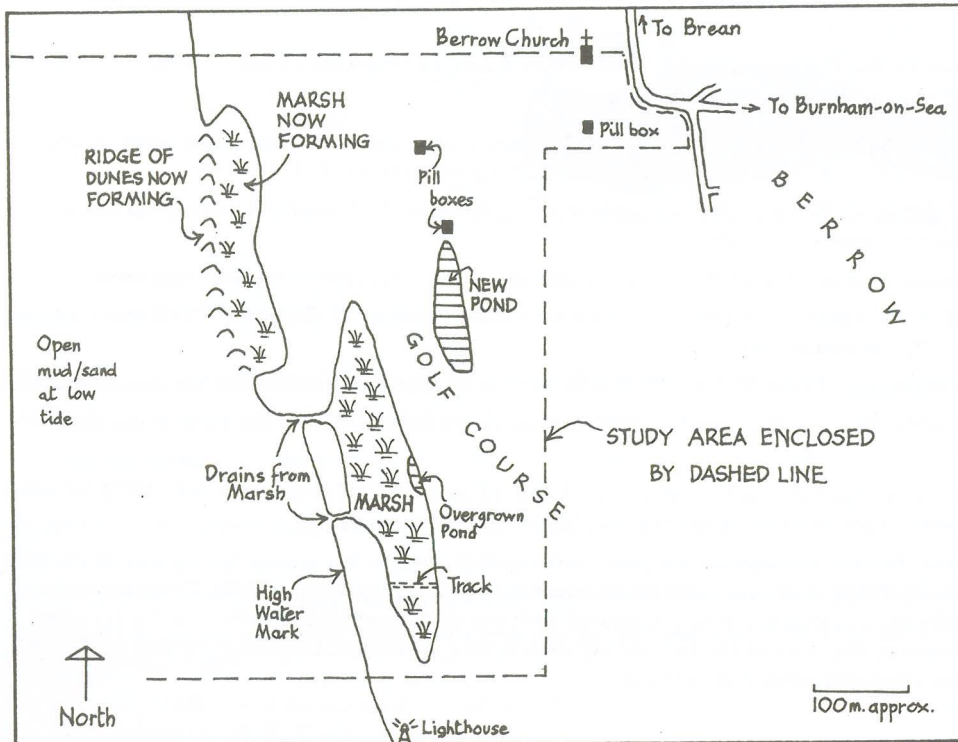 Berrow Church
To Brean
To Burnham-on-Sea
Pill box
MARSH
NOW
FORMING
RIDGE OF
DUNES NOW
FORMING
Pill
boxes
BERROW
NEW
POND
GOLF COURSE
Open
mud/sand
at low
tide
STUDY AREA ENCLOSED
BY DASHED LINE
Drains from
Marsh
MARSH
Overgrown
Pond
Track
High
Water
Mark
North
100m. approx.
Lighthouse